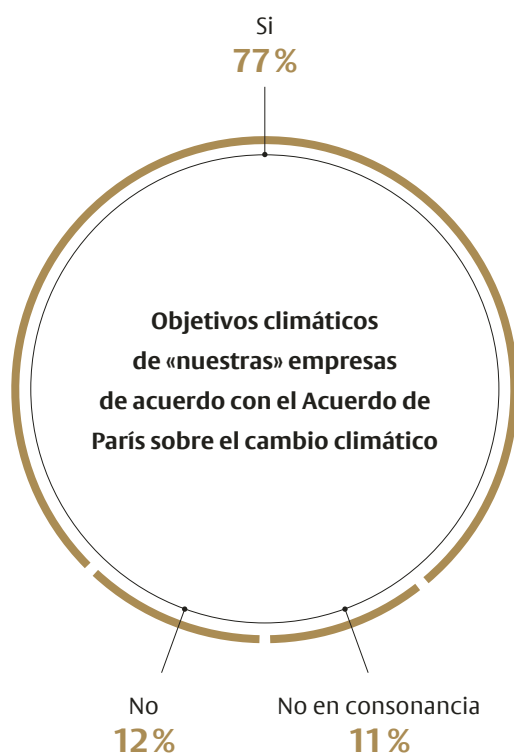 Si
77 %
Objetivos climáticos
de «nuestras» empresas
de acuerdo con el Acuerdo de
París sobre el cambio climático
No
12 %
No en consonancia
11 %